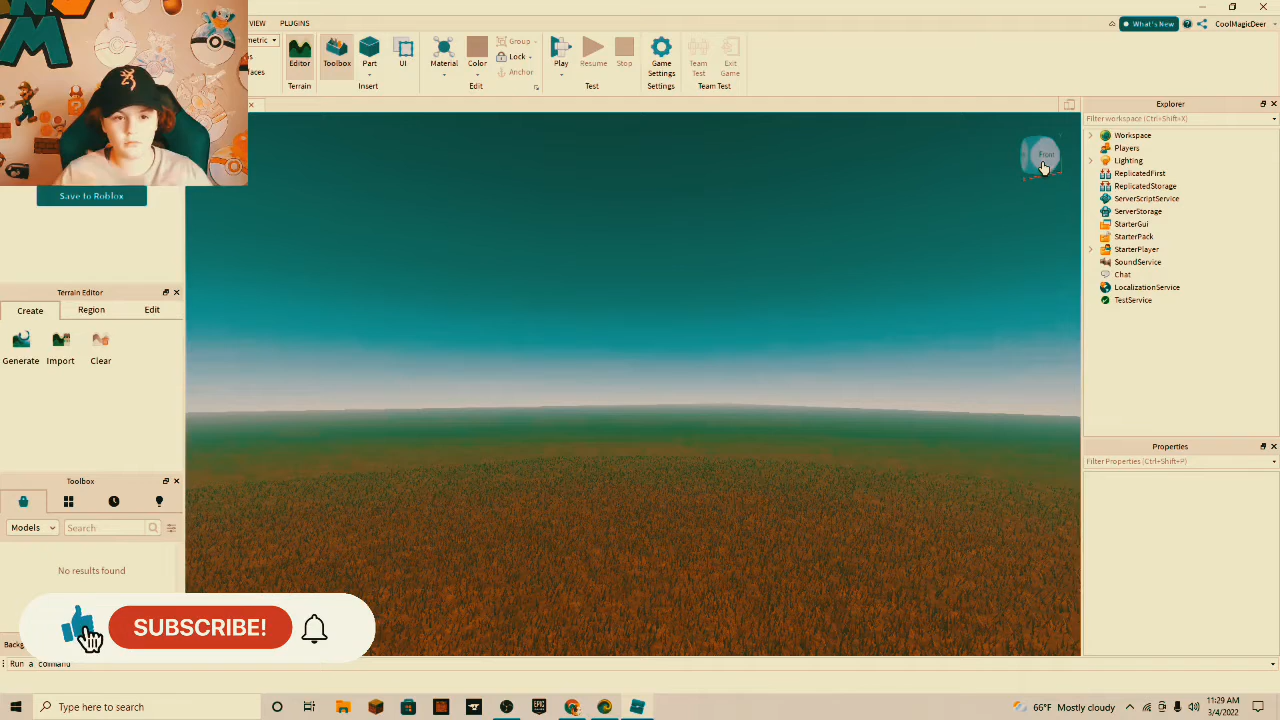 VIEW PLUGINS
What's New
CoolMagicDeer
Editor
Toolbox
Part
UI
Material
Color
Group
Lock
Anchor
Play
Resume
Stop
Game
Settings
Team
Test
Exit
Game
Terrain
Insert
Edit
Test
Settings
Team Test
Explorer
Filter workspace (Ctrl+Shift+X)
Front
Workspace
Players
Lighting
ReplicatedFirst
ReplicatedStorage
ServerScriptService
ServerStorage
StarterGui
StarterPack
StarterPlayer
SoundService
Chat
LocalizationService
TestService
Save to Roblox
Terrain Editor
Create Region Edit
Generate Import Clear
Properties
Filter Properties (Ctrl+Shift+P)
Toolbox
Models
Search
No results found
SUBSCRIBE!
Run a command
Type here to search
EPIC
GAMES
66°F Mostly cloudy
11:29 AM
3/4/2022